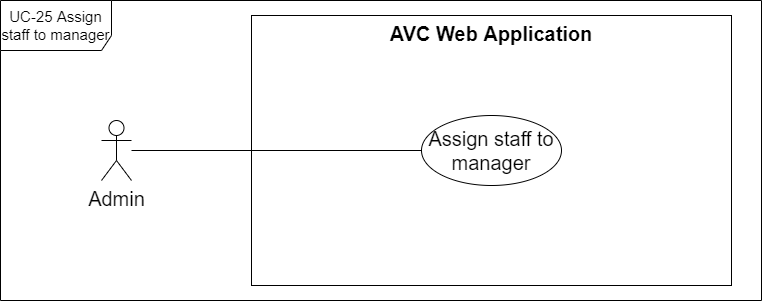 UC-25 Assign
staff to manager
AVC Web Application
Assign staff to
manager
Admin